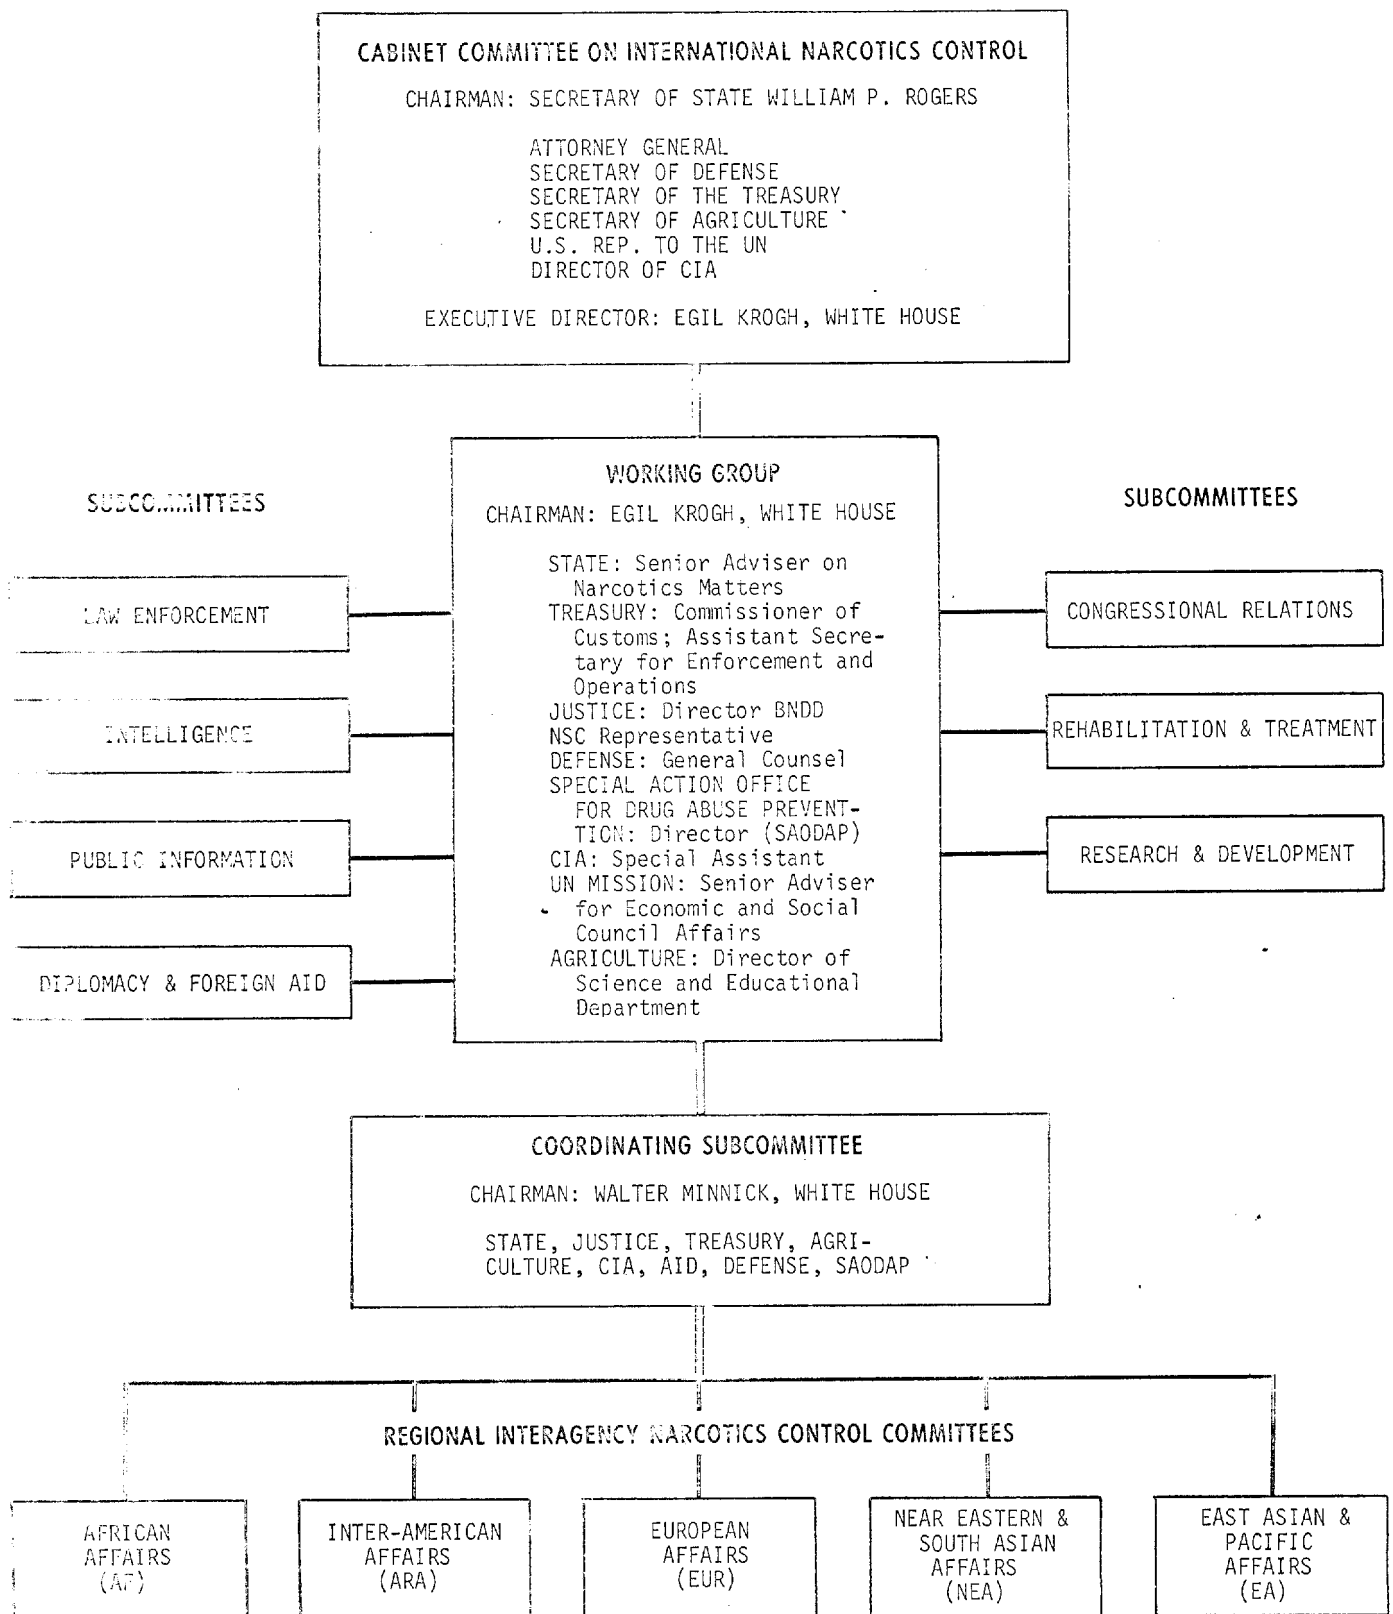 CABINET COMMITTEE ON INTERNATIONAL NARCOTICS CONTROL
CHAIRMAN: SECRETARY OF STATE WILLIAM P. ROGERS
ATTORNEY GENERAL
SECRETARY OF DEFENSE
SECRETARY OF THE TREASURY
SECRETARY OF AGRICULTURE
U.S. REP. TO THE UN
DIRECTOR OF CIA
EXECUTIVE DIRECTOR: EGIL KROGH, WHITE HOUSE
SUBCOMMITTEES
LAW ENFORCEMENT
INTELLIGENCE
PUBLIC INFORMATION
DIPLOMACY & FOREIGN AID
WORKING GROUP
CHAIRMAN: EGIL KROGH, WHITE HOUSE
STATE: Senior Adviser on
Narcotics Matters
TREASURY: Commissioner of
Customs; Assistant Secre-
tary for Enforcement and
Operations
JUSTICE: Director BNDD
NSC Representative
DEFENSE: General Counsel
SPECIAL ACTION OFFICE
FOR DRUG ABUSE PREVENT-
TION: Director (SAODAP)
CIA: Special Assistant
UN MISSION: Senior Adviser
for Economic and Social
Council Affairs
AGRICULTURE: Director of
Science and Educational
Department
SUBCOMMITTEES
CONGRESSIONAL RELATIONS
REHABILITATION & TREATMENT
RESEARCH & DEVELOPMENT
COORDINATING SUBCOMMITTEE
CHAIRMAN: WALTER MINNICK, WHITE HOUSE
STATE, JUSTICE, TREASURY, AGRI-
CULTURE, CIA, AID, DEFENSE, SAODAP
REGIONAL INTERAGENCY NARCOTICS CONTROL COMMITTEES
AFRICAN
AFFAIRS
(AF)
INTER-AMERICAN
AFFAIRS
(ARA)
EUROPEAN
AFFAIRS
(EUR)
NEAR EASTERN &
SOUTH ASIAN
AFFAIRS
(NEA)
EAST ASIAN &
PACIFIC
AFFAIRS
(EA)